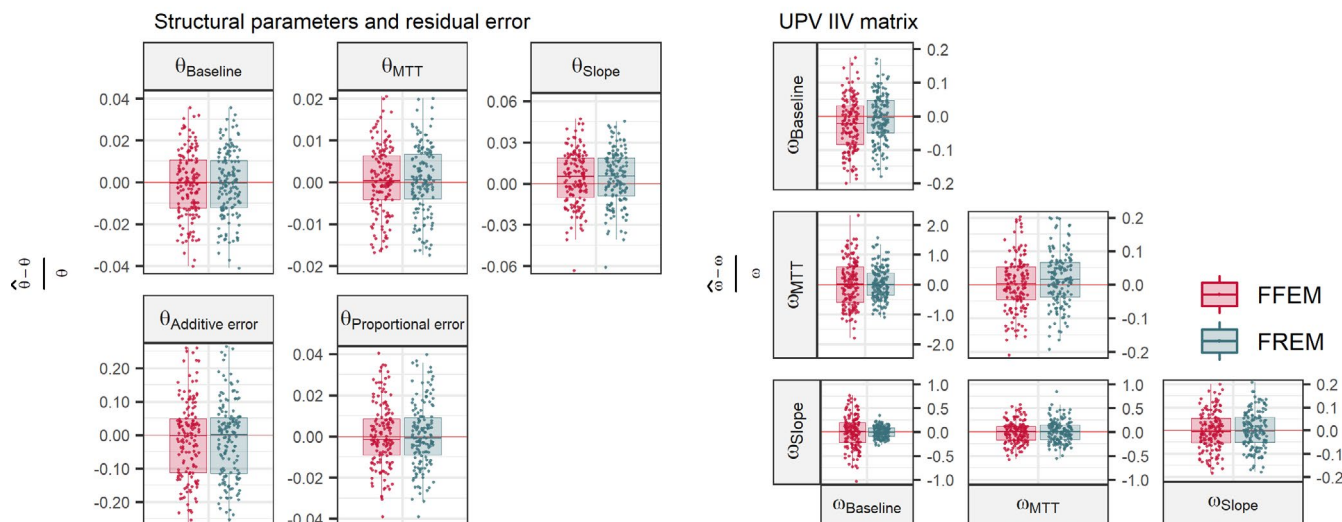 Structural parameters and residual error
θBaseline
θMTT
θSlope
0.04
0.02
0.00
-0.02
-0.04
0.02
0.01
0.00
-0.01
-0.02
0.06
0.03
0.00
-0.03
-0.06
θ̂ − θ
θ
θAdditive error
θProportional error
0.20
0.10
0.00
-0.10
-0.20
0.04
0.02
0.00
-0.02
-0.04
UPV IIV matrix
ωBaseline
0.2
0.1
0.0
-0.1
-0.2
ω̂ − ω
ω
ωMTT
2.0
1.0
0.0
-1.0
-2.0
0.2
0.1
0.0
-0.1
-0.2
ωSlope
1.0
0.5
0.0
-0.5
-1.0
1.0
0.5
0.0
-0.5
-1.0
0.2
0.1
0.0
-0.1
-0.2
ωBaseline
ωMTT
ωSlope
FFEM
FREM